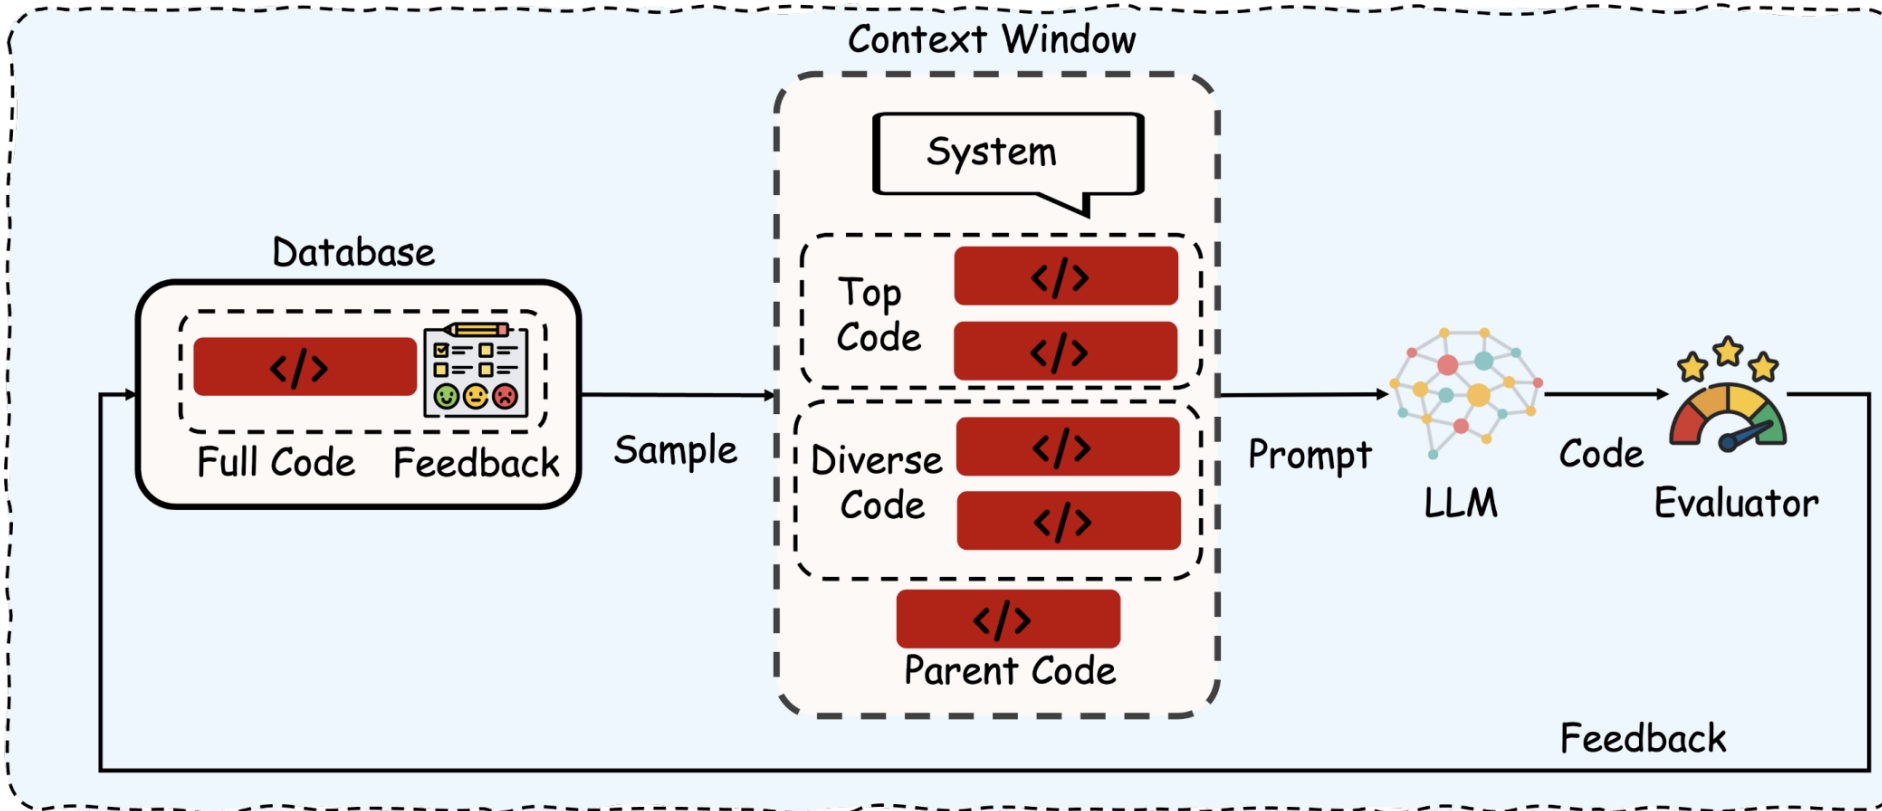 Context Window
System
Database
Top
Code
</>
</>
</>
Full Code
Feedback
Sample
Diverse
Code
</>
</>
Prompt
Code
LLM
Evaluator
</>
Parent Code
Feedback